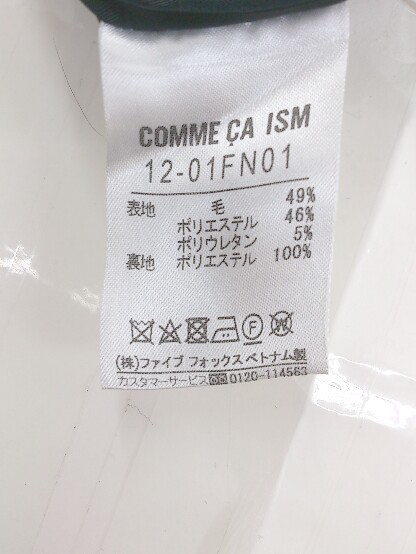 COMME ÇA ISM
12-01FN01
表地 毛 49%
ポリエステル 46%
ポリウレタン 5%
裏地 ポリエステル 100%
F W
(株)ファイブ フォックス ベトナム製
カスタマーサービス 0120-114563